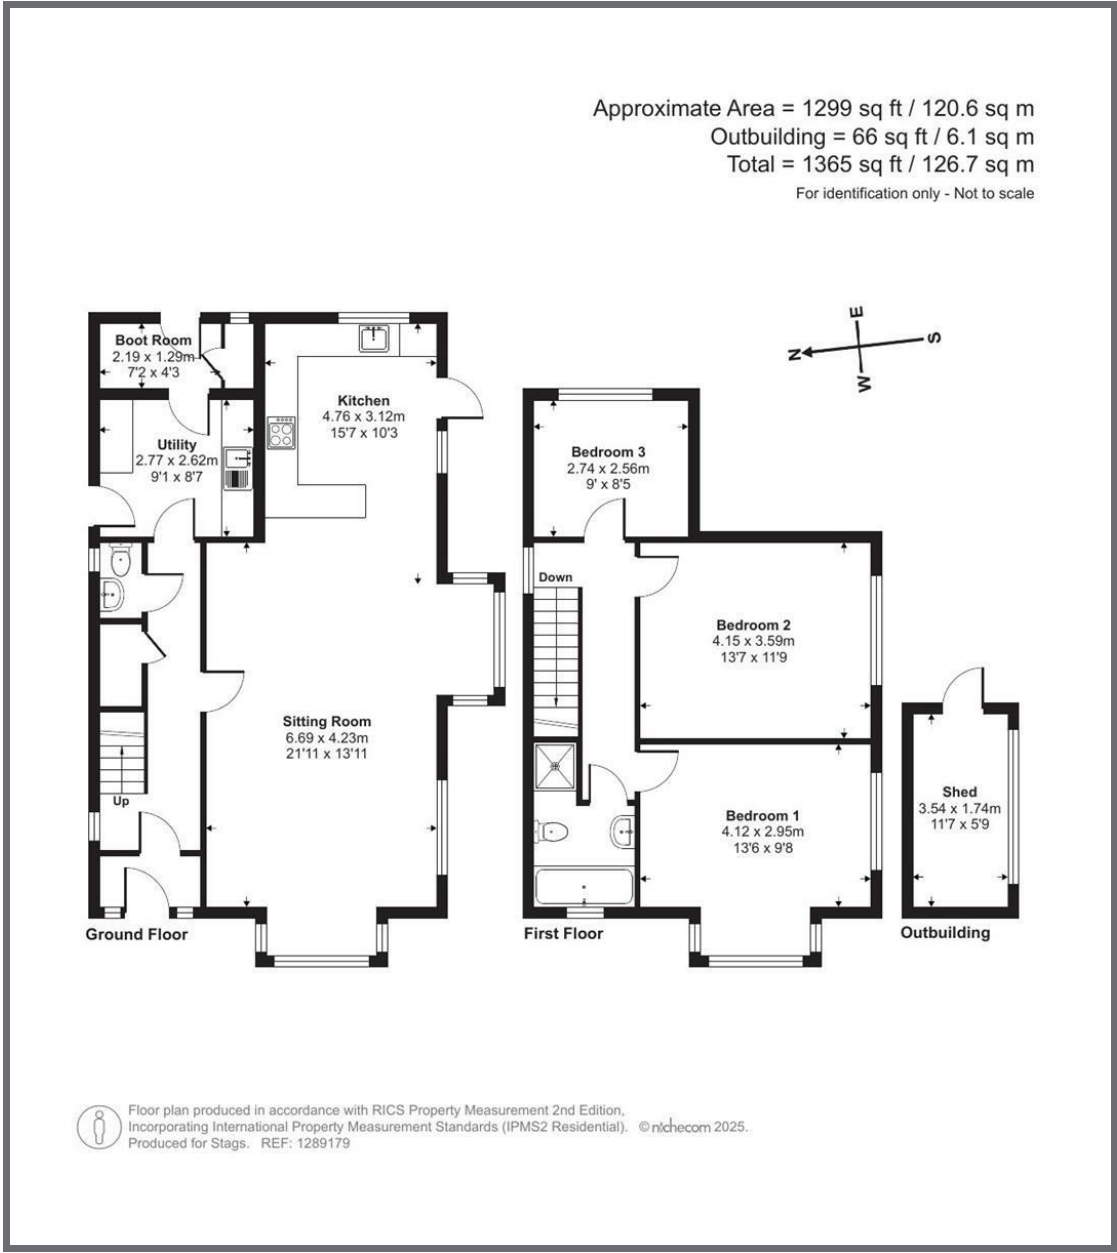 Approximate Area = 1299 sq ft / 120.6 sq m
Outbuilding = 66 sq ft / 6.1 sq m
Total = 1365 sq ft / 126.7 sq m
For identification only - Not to scale
E
N
S
W
Boot Room
2.19 x 1.29m
7'2 x 4'3
Kitchen
4.76 x 3.12m
15'7 x 10'3
Utility
2.77 x 2.62m
9'1 x 8'7
Sitting Room
6.69 x 4.23m
21'11 x 13'11
Up
Ground Floor
Bedroom 3
2.74 x 2.56m
9' x 8'5
Down
Bedroom 2
4.15 x 3.59m
13'7 x 11'9
Bedroom 1
4.12 x 2.95m
13'6 x 9'8
First Floor
Shed
3.54 x 1.74m
11'7 x 5'9
Outbuilding
Floor plan produced in accordance with RICS Property Measurement 2nd Edition,
Incorporating International Property Measurement Standards (IPMS2 Residential). © nichecom 2025.
Produced for Stags. REF: 1289179